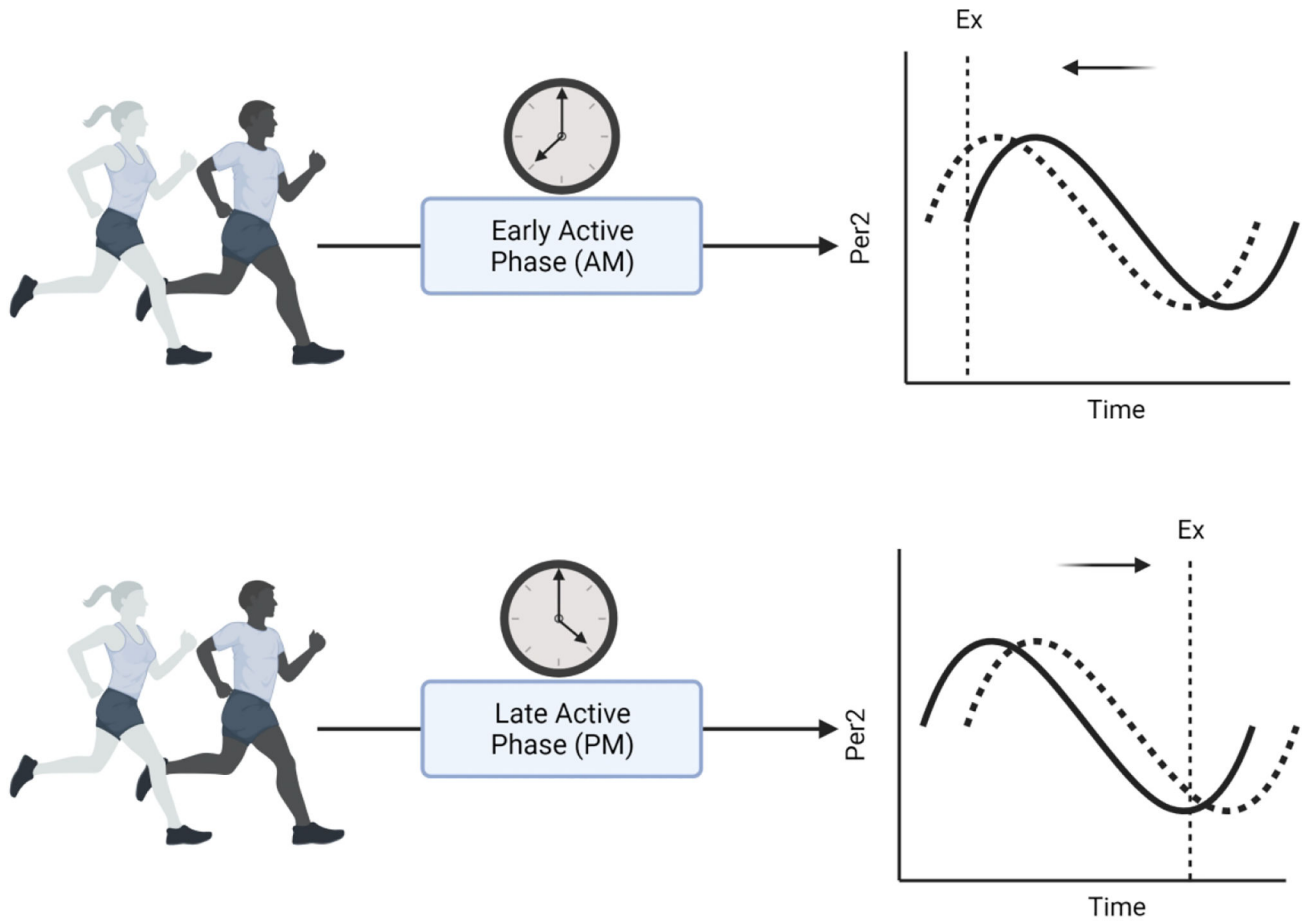 Ex
Early Active
Phase (AM)
Per2
Time
Ex
Late Active
Phase (PM)
Per2
Time